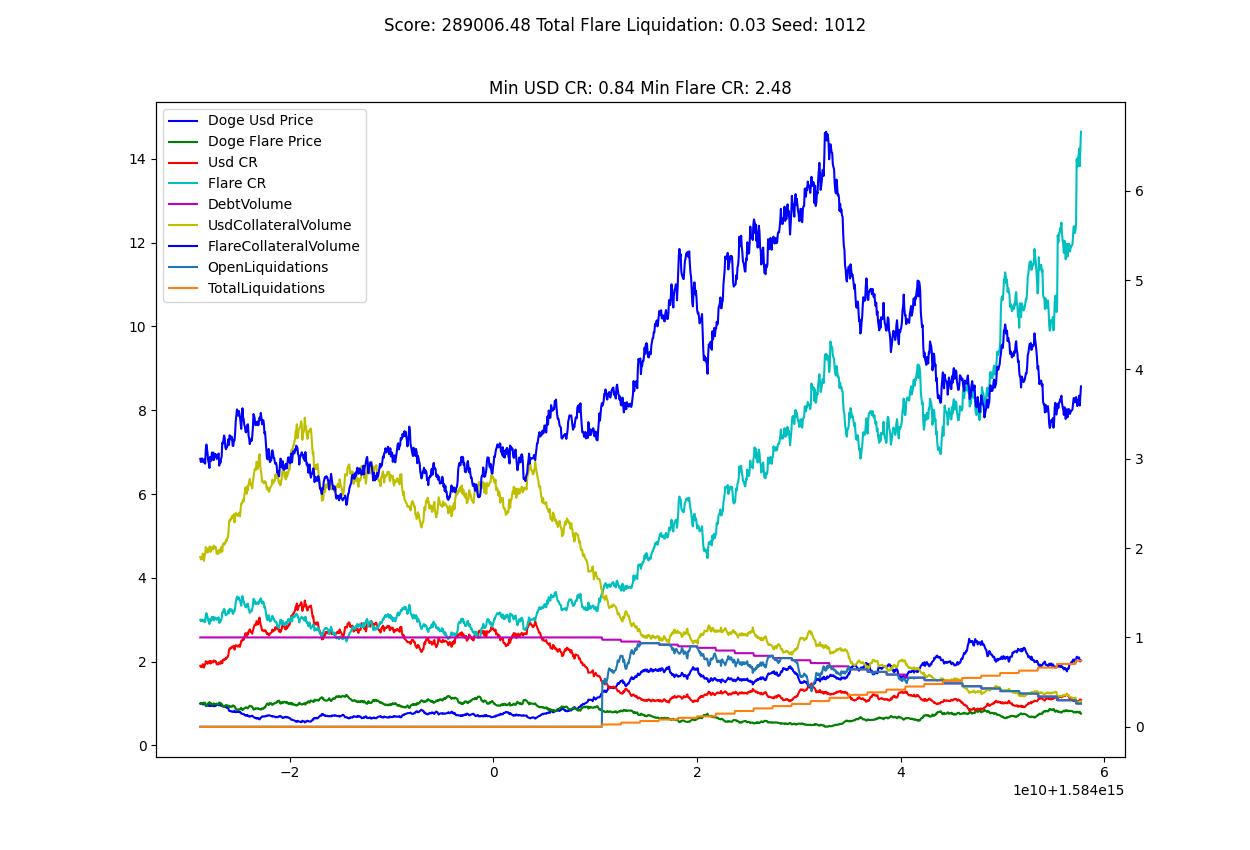 Score: 289006.48 Total Flare Liquidation: 0.03 Seed: 1012
Min USD CR: 0.84 Min Flare CR: 2.48
Doge Usd Price
Doge Flare Price
Usd CR
Flare CR
DebtVolume
UsdCollateralVolume
FlareCollateralVolume
OpenLiquidations
TotalLiquidations
14
12
10
8
6
4
2
0
6
5
4
3
2
1
0
−2
0
2
4
6
1e10+1.584e15